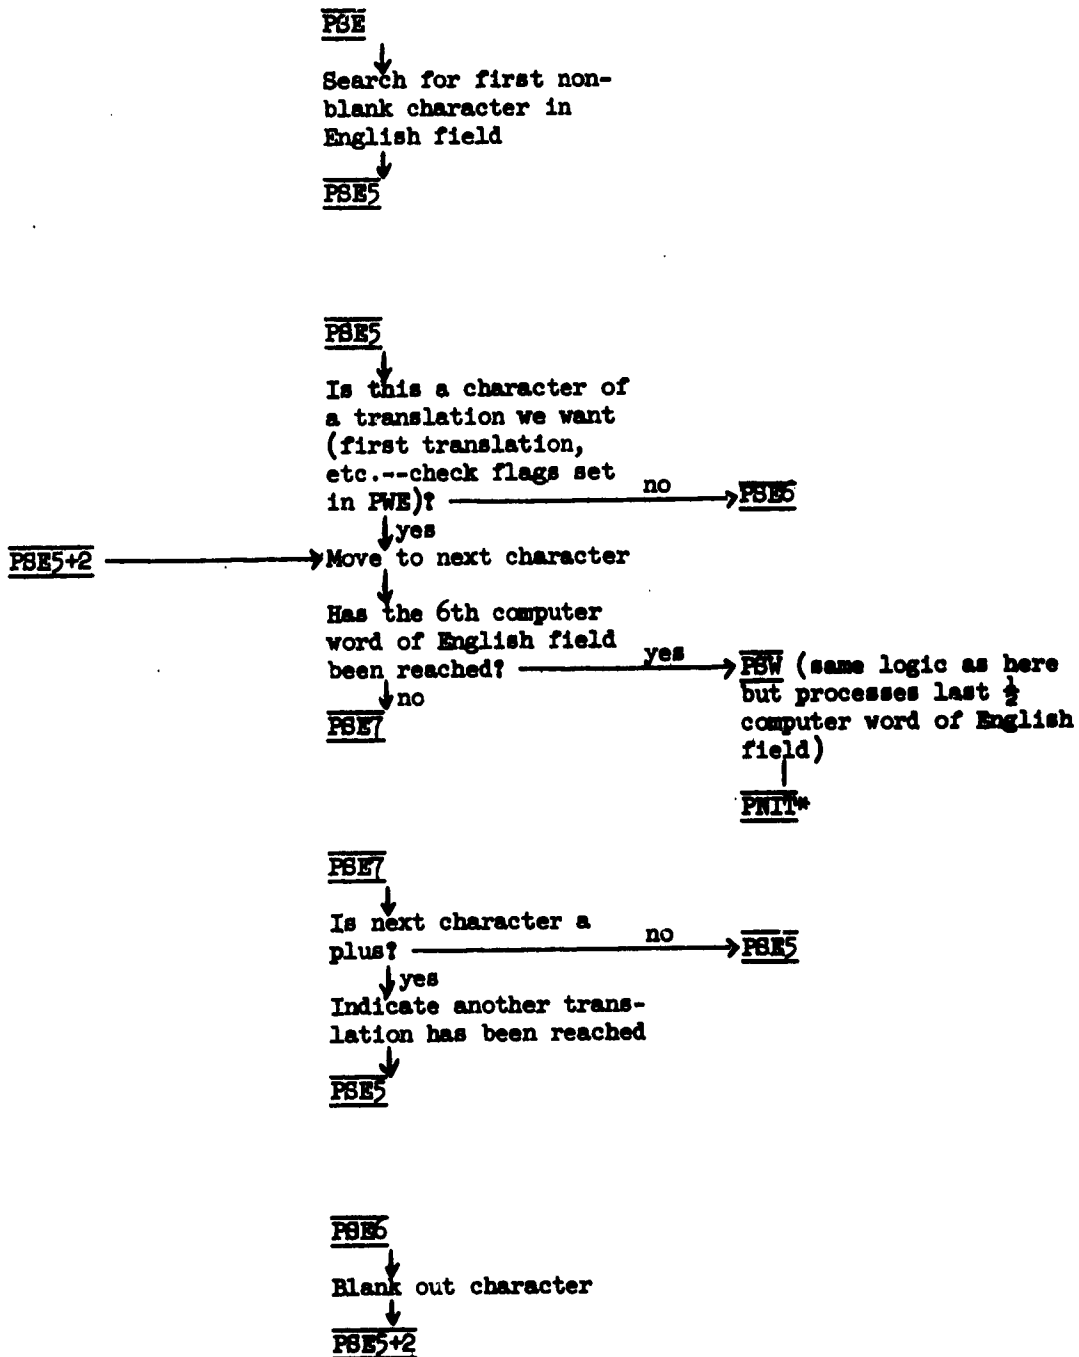 PSE
Search for first non-
blank character in
English field
PSE5
PSE5
Is this a character of
a translation we want
(first translation,
etc.--check flags set
in PWE)?
no
PSE6
yes
PSE5+2
Move to next character
Has the 6th computer
word of English field
been reached?
yes
PSW (same logic as here
but processes last ½
computer word of English
field)
no
PSE7
PNIT*
PSE7
Is next character a
plus?
no
PSE5
yes
Indicate another trans-
lation has been reached
PSE5
PSE6
Blank out character
PSE5+2